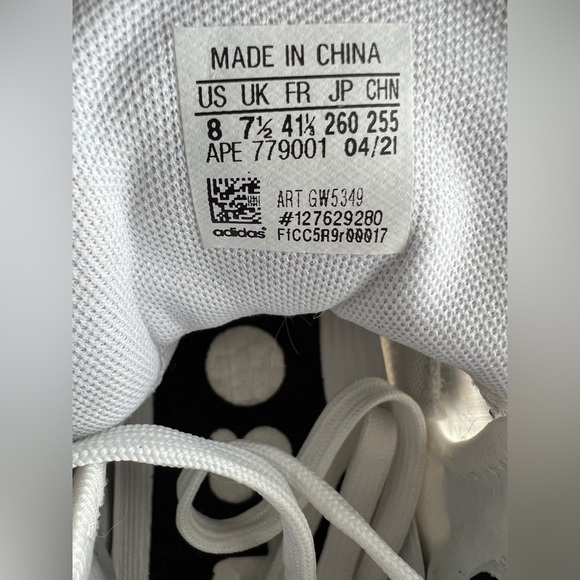 MADE IN CHINA
US UK FR JP CHN
8 7½ 41⅓ 260 255
APE 779001 04/21
ART GW5349
#127629280
adidas® FfCC5R9r00017